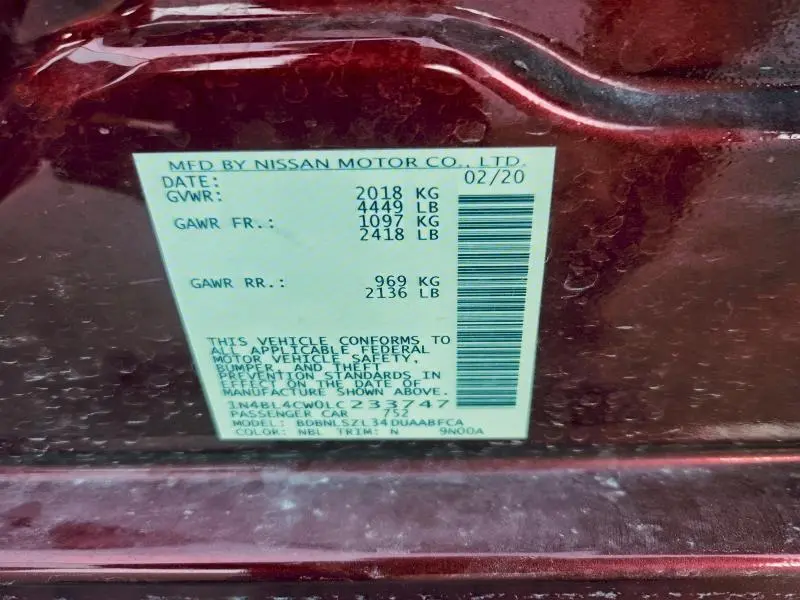 MFD BY NISSAN MOTOR CO., LTD.
DATE: 02/20
GVWR: 2018 KG
4449 LB
GAWR FR.: 1097 KG
2418 LB
GAWR RR.: 969 KG
2136 LB
THIS VEHICLE CONFORMS TO
ALL APPLICABLE FEDERAL
MOTOR VEHICLE SAFETY,
BUMPER, AND THEFT
PREVENTION STANDARDS IN
EFFECT ON THE DATE OF
MANUFACTURE SHOWN ABOVE.
1N4BL4CW0LC233747
PASSENGER CAR 752
MODEL: BDBNLSZL34DUAABFCA
COLOR: NBL TRIM: N 9N00A